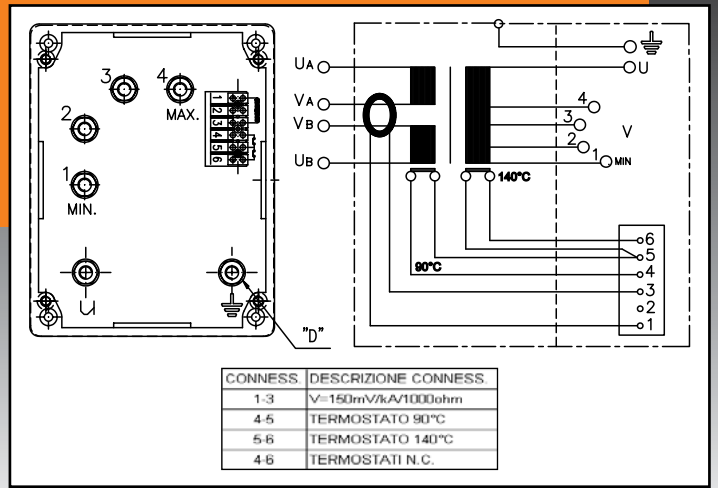 3
4
MAX.
2
1
MIN.
1
2
3
4
5
6
U
"D"
UA
VA
VB
UB
U
4
3
2
1
MIN
V
140°C
90°C
6
5
4
3
2
1
CONNESS. DESCRIZIONE CONNESS.
1-3 V=150mV/kA/1000ohm
4-5 TERMOSTATO 90°C
5-6 TERMOSTATO 140°C
4-6 TERMOSTATI N.C.